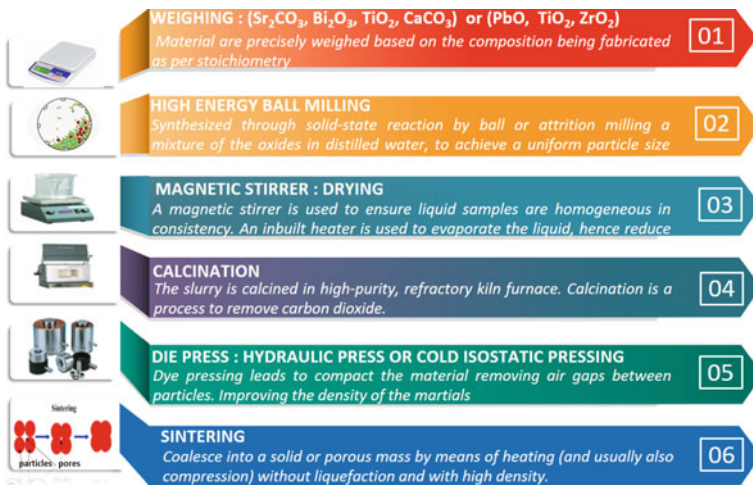 WEIGHING : (Sr₂CO₃, Bi₂O₃, TiO₂, CaCO₃) or (PbO, TiO₂, ZrO₂)
Material are precisely weighed based on the composition being fabricated
as per stoichiometry
01
HIGH ENERGY BALL MILLING
Synthesized through solid-state reaction by ball or attrition milling a
mixture of the oxides in distilled water, to achieve a uniform particle size
02
MAGNETIC STIRRER : DRYING
A magnetic stirrer is used to ensure liquid samples are homogeneous in
consistency. An inbuilt heater is used to evaporate the liquid, hence reduce
03
CALCINATION
The slurry is calcined in high-purity, refractory kiln furnace. Calcination is a
process to remove carbon dioxide.
04
DIE PRESS : HYDRAULIC PRESS OR COLD ISOSTATIC PRESSING
Dye pressing leads to compact the material removing air gaps between
particles. Improving the density of the martials
05
Sintering
particles pores
SINTERING
Coalesce into a solid or porous mass by means of heating (and usually also
compression) without liquefaction and with high density.
06